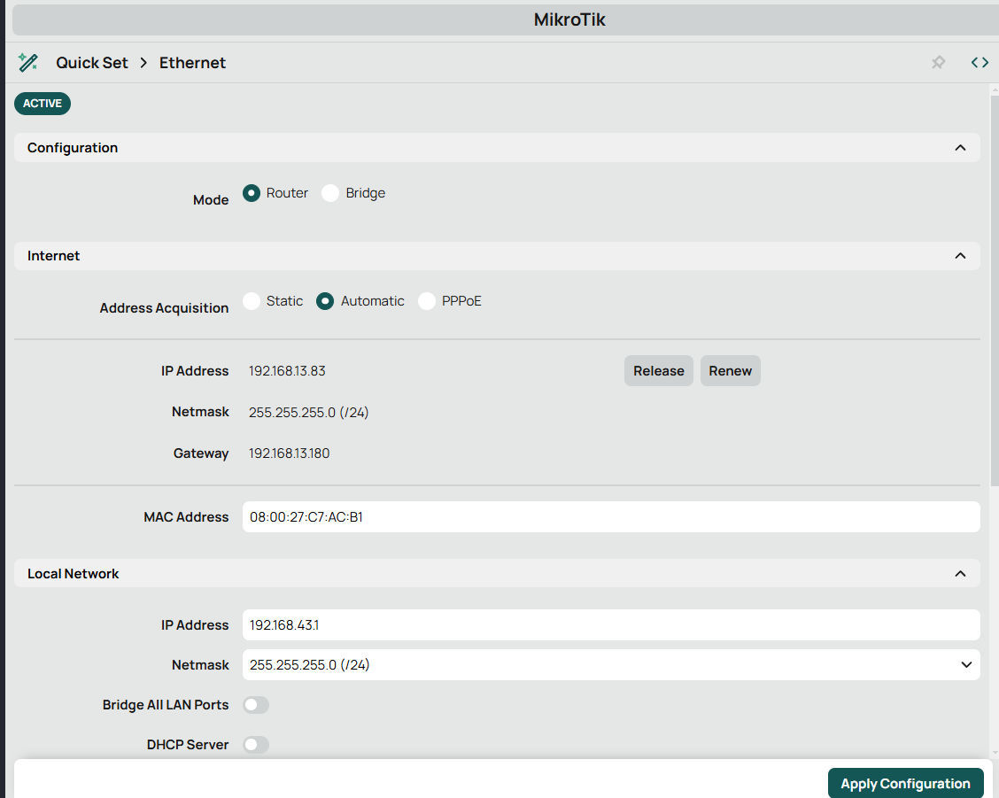 MikroTik
Quick Set > Ethernet
ACTIVE
Configuration
Mode Router Bridge
Internet
Address Acquisition Static Automatic PPPoE
IP Address 192.168.13.83 Release Renew
Netmask 255.255.255.0 (/24)
Gateway 192.168.13.180
MAC Address 08:00:27:C7:AC:B1
Local Network
IP Address 192.168.43.1
Netmask 255.255.255.0 (/24)
Bridge All LAN Ports
DHCP Server
Apply Configuration